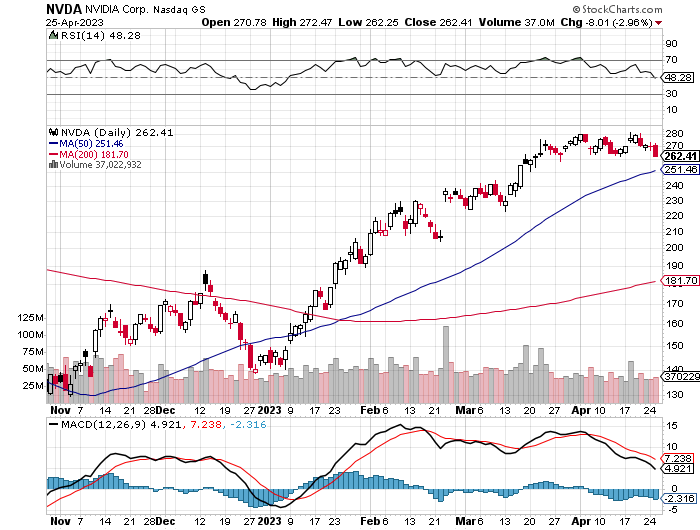 NVDA NVIDIA Corp. Nasdaq GS
© StockCharts.com
25-Apr-2023
Open 270.78 High 272.47 Low 262.25 Close 262.41 Volume 37.0M Chg -8.01 (-2.96%)
RSI(14) 48.28
90
70
48.28
30
10
NVDA (Daily) 262.41
MA(50) 251.46
MA(200) 181.70
Volume 37,022,932
280
270
262.41
251.46
240
230
220
210
200
190
181.70
170
160
150
140
130
125M
100M
75M
50M
25M
37022932
Nov 7 14 21 28 Dec 12 19 27 2023 9 17 23 Feb 6 13 21 Mar 6 13 20 27 Apr 10 17 24
MACD(12,26,9) 4.921, 7.238, -2.316
15
10
7.238
4.921
0
-2.316
-5
Nov 7 14 21 28 Dec 12 19 27 2023 9 17 23 Feb 6 13 21 Mar 6 13 20 27 Apr 10 17 24